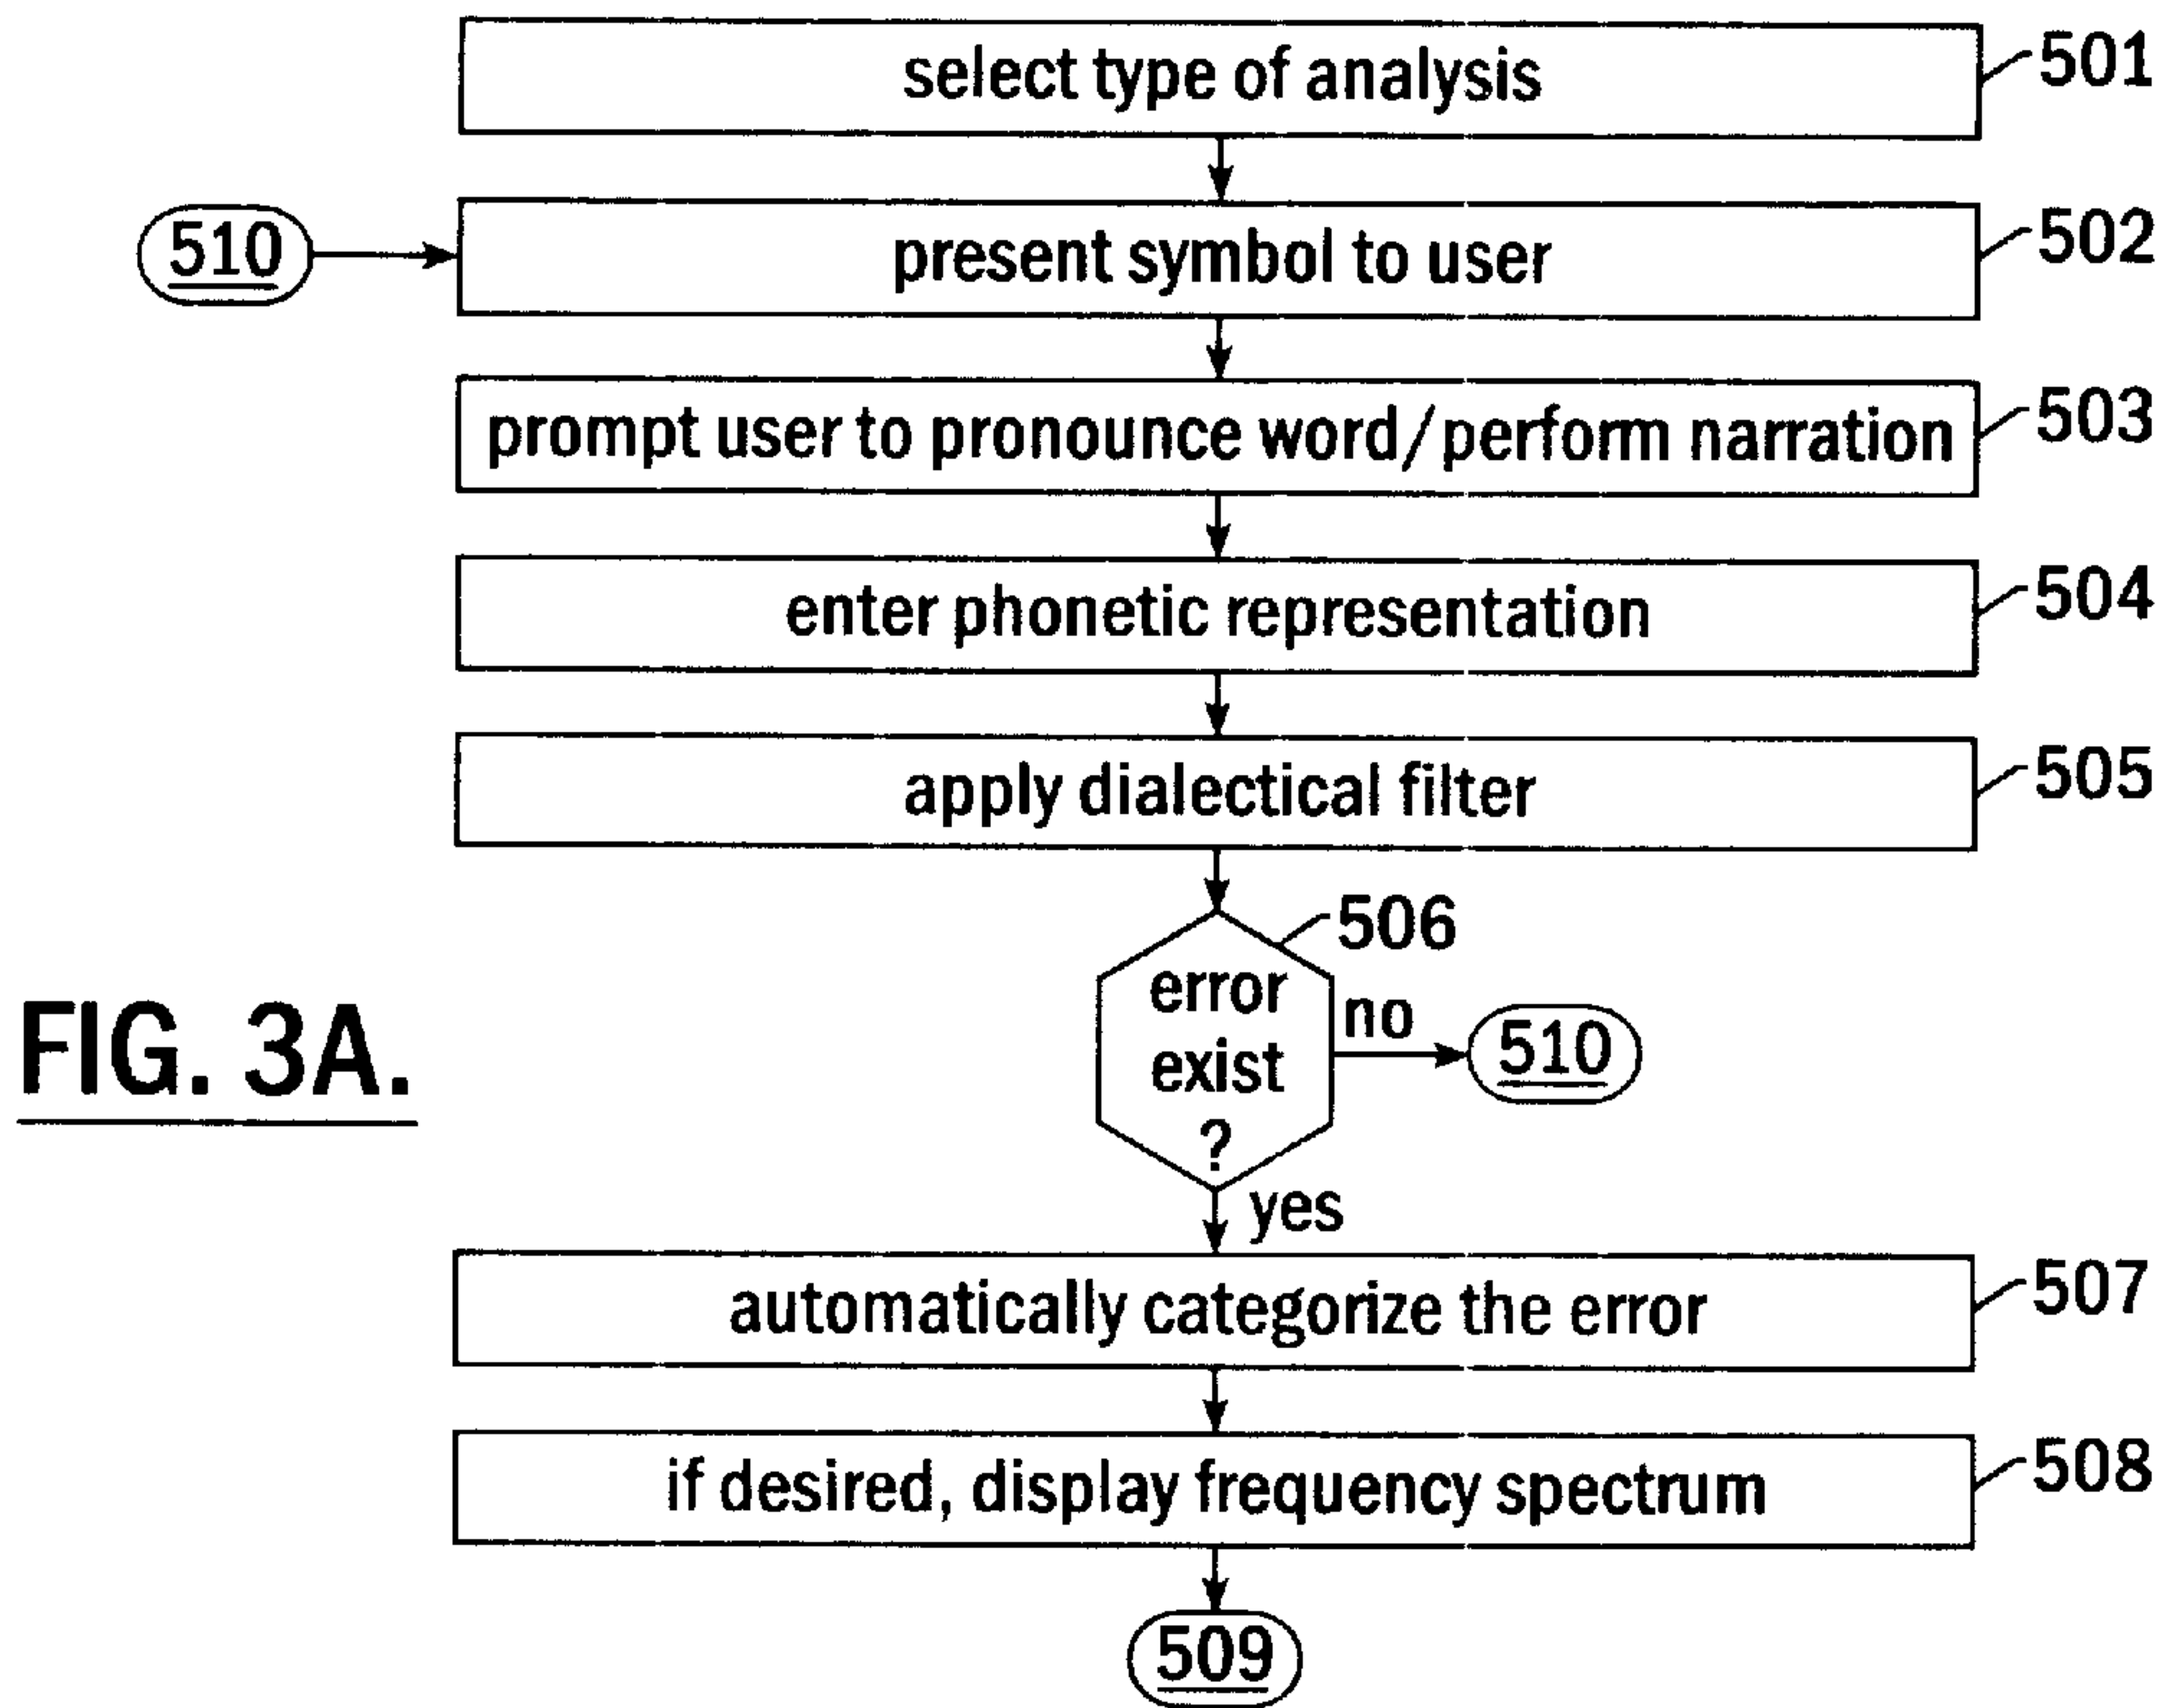 select type of analysis
501
510
present symbol to user
502
prompt user to pronounce word/perform narration
503
enter phonetic representation
504
apply dialectical filter
505
506
error
exist
?
no
510
FIG. 3A.
yes
automatically categorize the error
507
if desired, display frequency spectrum
508
509